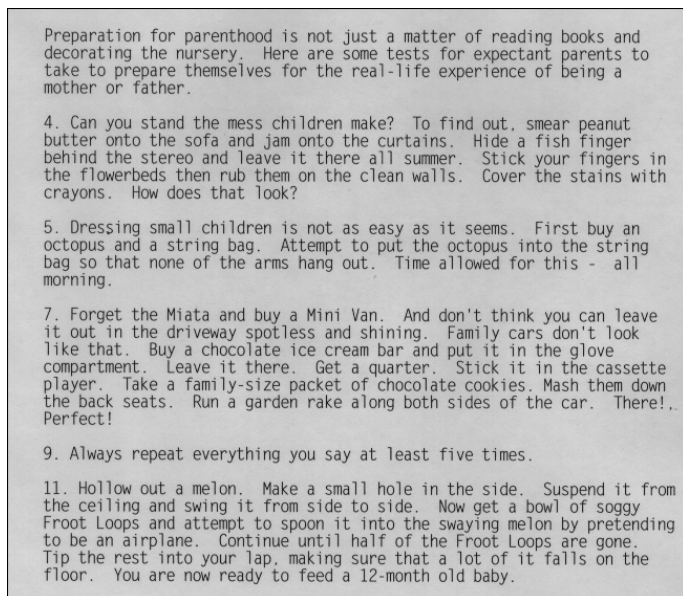 Preparation for parenthood is not just a matter of reading books and
decorating the nursery.  Here are some tests for expectant parents to
take to prepare themselves for the real-life experience of being a
mother or father.

4. Can you stand the mess children make?  To find out, smear peanut
butter onto the sofa and jam onto the curtains.  Hide a fish finger
behind the stereo and leave it there all summer.  Stick your fingers in
the flowerbeds then rub them on the clean walls.  Cover the stains with
crayons.  How does that look?

5. Dressing small children is not as easy as it seems.  First buy an
octopus and a string bag.  Attempt to put the octopus into the string
bag so that none of the arms hang out.  Time allowed for this -  all
morning.

7. Forget the Miata and buy a Mini Van.  And don't think you can leave
it out in the driveway spotless and shining.  Family cars don't look
like that.  Buy a chocolate ice cream bar and put it in the glove
compartment.  Leave it there.  Get a quarter.  Stick it in the cassette
player.  Take a family-size packet of chocolate cookies. Mash them down
the back seats.  Run a garden rake along both sides of the car.  There!.
Perfect!

9. Always repeat everything you say at least five times.

11. Hollow out a melon.  Make a small hole in the side.  Suspend it from
the ceiling and swing it from side to side.  Now get a bowl of soggy
Froot Loops and attempt to spoon it into the swaying melon by pretending
to be an airplane.  Continue until half of the Froot Loops are gone.
Tip the rest into your lap, making sure that a lot of it falls on the
floor.  You are now ready to feed a 12-month old baby.